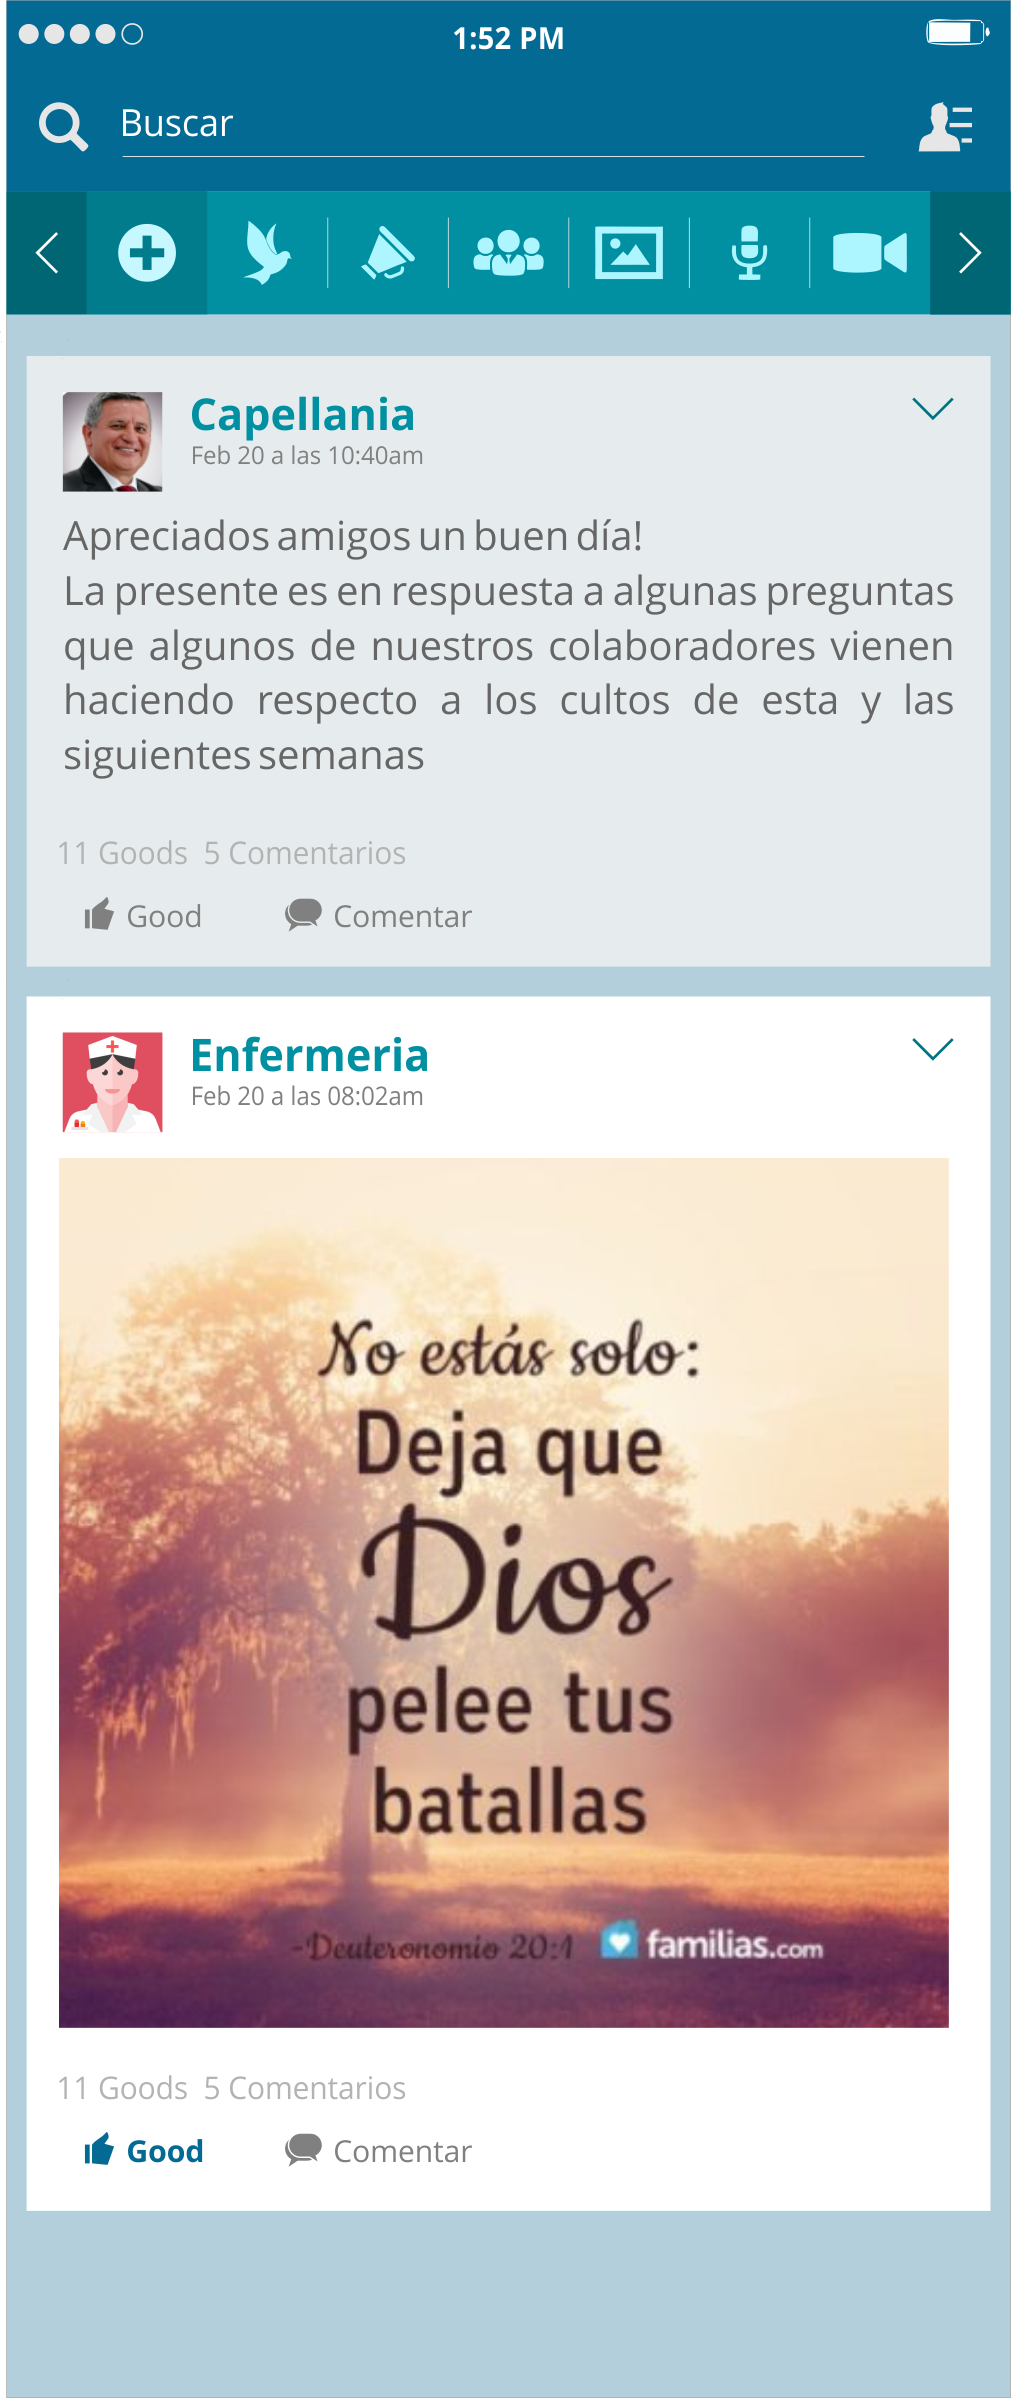 1:52 PM
Buscar
Capellania
Feb 20 a las 10:40am
Apreciados amigos un buen día!
La presente es en respuesta a algunas preguntas
que algunos de nuestros colaboradores vienen
haciendo respecto a los cultos de esta y las
siguientes semanas
11 Goods 5 Comentarios
Good Comentar
Enfermeria
Feb 20 a las 08:02am
No estás solo:
Deja que
Dios
pelee tus
batallas
-Deuteronomio 20:1 familias.com
11 Goods 5 Comentarios
Good Comentar